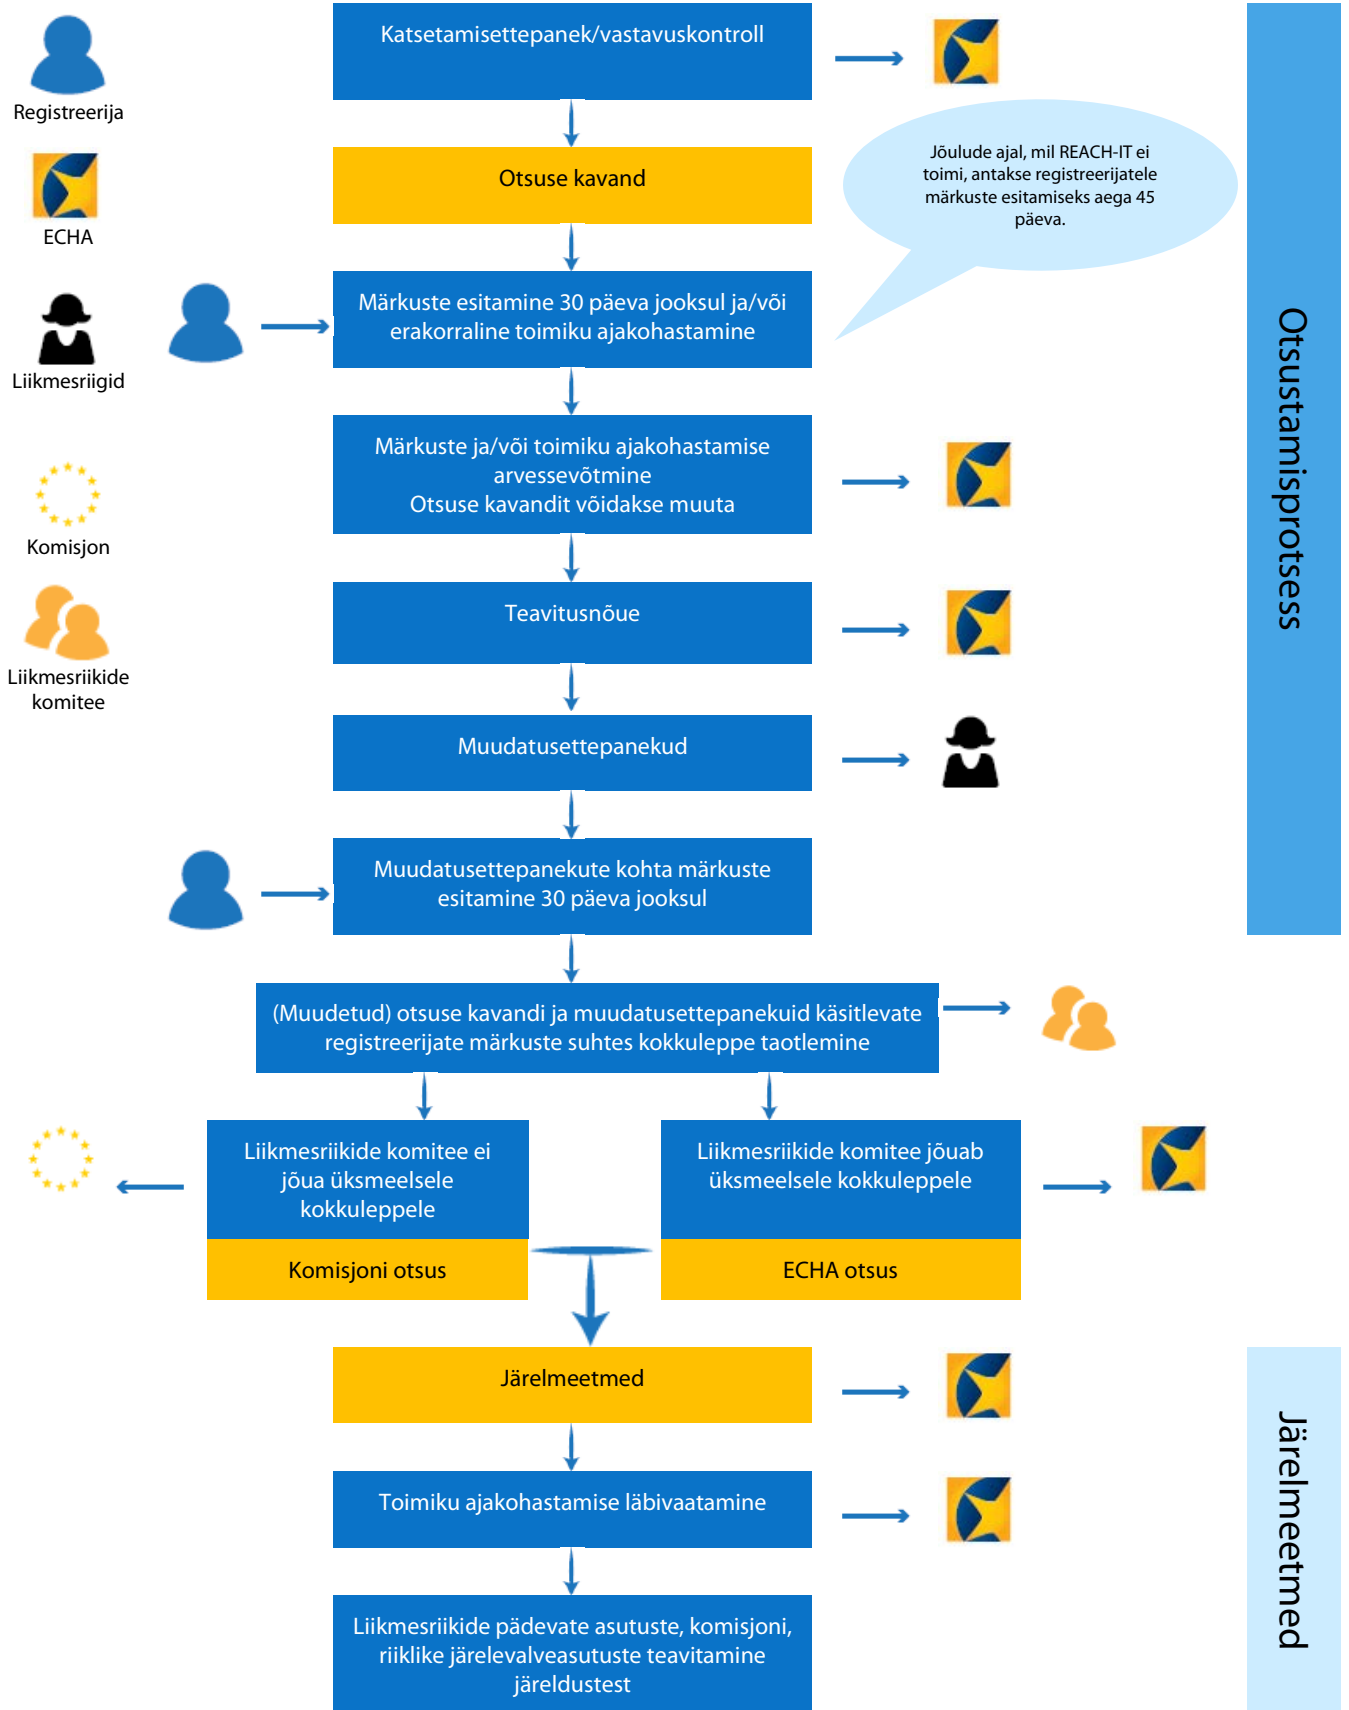 Registreerija
ECHA
Liikmesriigid
Komisjon
Liikmesriikide
komitee
Katsetamisettepanek/vastavuskontroll
Otsuse kavand
Jõulude ajal, mil REACH-IT ei
toimi, antakse registreerijatele
märkuste esitamiseks aega 45
päeva.
Märkuste esitamine 30 päeva jooksul ja/või
erakorraline toimiku ajakohastamine
Märkuste ja/või toimiku ajakohastamise
arvessevõtmine
Otsuse kavandit võidakse muuta
Teavitusnõue
Muudatusettepanekud
Muudatusettepanekute kohta märkuste
esitamine 30 päeva jooksul
Otsustamisprotsess
(Muudetud) otsuse kavandi ja muudatusettepanekuid käsitlevate
registreerijate märkuste suhtes kokkuleppe taotlemine
Liikmesriikide komitee ei
jõua üksmeelsele
kokkuleppele
Komisjoni otsus
Liikmesriikide komitee jõuab
üksmeelsele kokkuleppele
ECHA otsus
Järelmeetmed
Toimiku ajakohastamise läbivaatamine
Liikmesriikide pädevate asutuste, komisjoni,
riiklike järelevalveasutuste teavitamine
järeldustest
Järelmeetmed